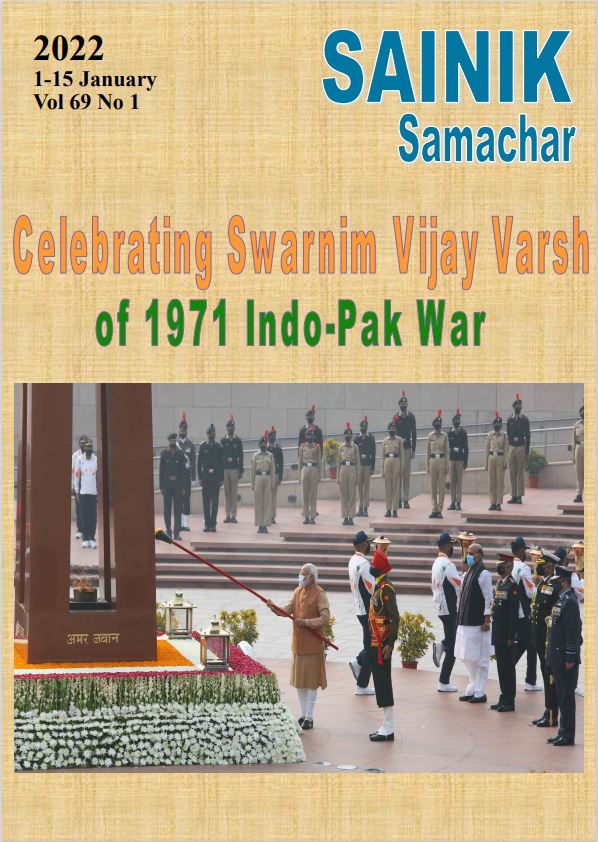 2022
1-15 January
Vol 69 No 1
SAINIK
Samachar
Celebrating Swarnim Vijay Varsh
of 1971 Indo-Pak War
अमर जवान